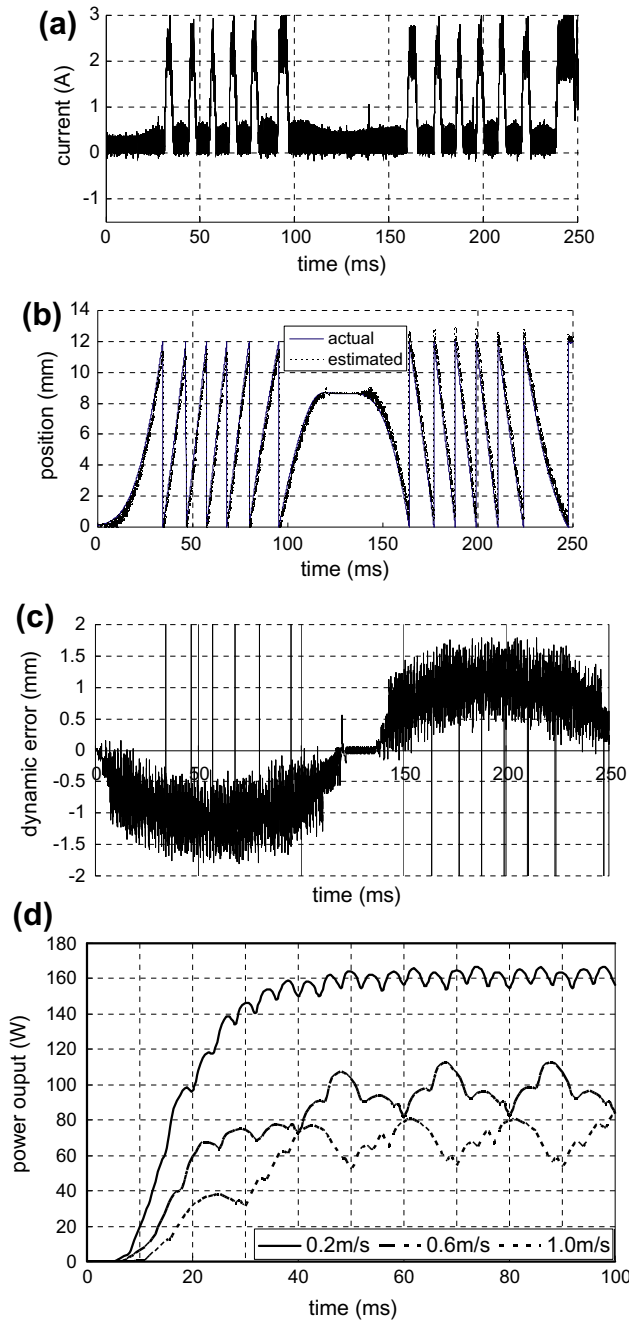 (a)
3
2
1
0
-1
current (A)
0 50 100 150 200 250
time (ms)
(b)
14
12
10
8
6
4
2
0
position (mm)
actual
estimated
0 50 100 150 200 250
time (ms)
(c)
2
1.5
1
0.5
0
-0.5
-1
-1.5
-2
dynamic error (mm)
0 50 100 150 200 250
time (ms)
(d)
180
160
140
120
100
80
60
40
20
0
power ouput (W)
0.2m/s 0.6m/s 1.0m/s
0 20 40 60 80 100
time (ms)